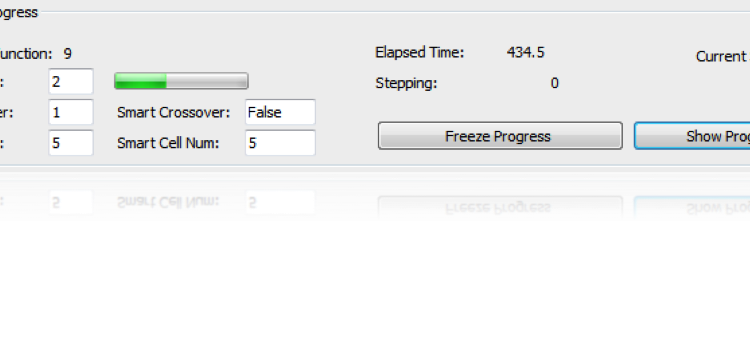 ogress
unction: 9 Elapsed Time: 434.5 Current
: 2 Stepping: 0
er: 1 Smart Crossover: False
: 5 Smart Cell Num: 5 Freeze Progress Show Prog